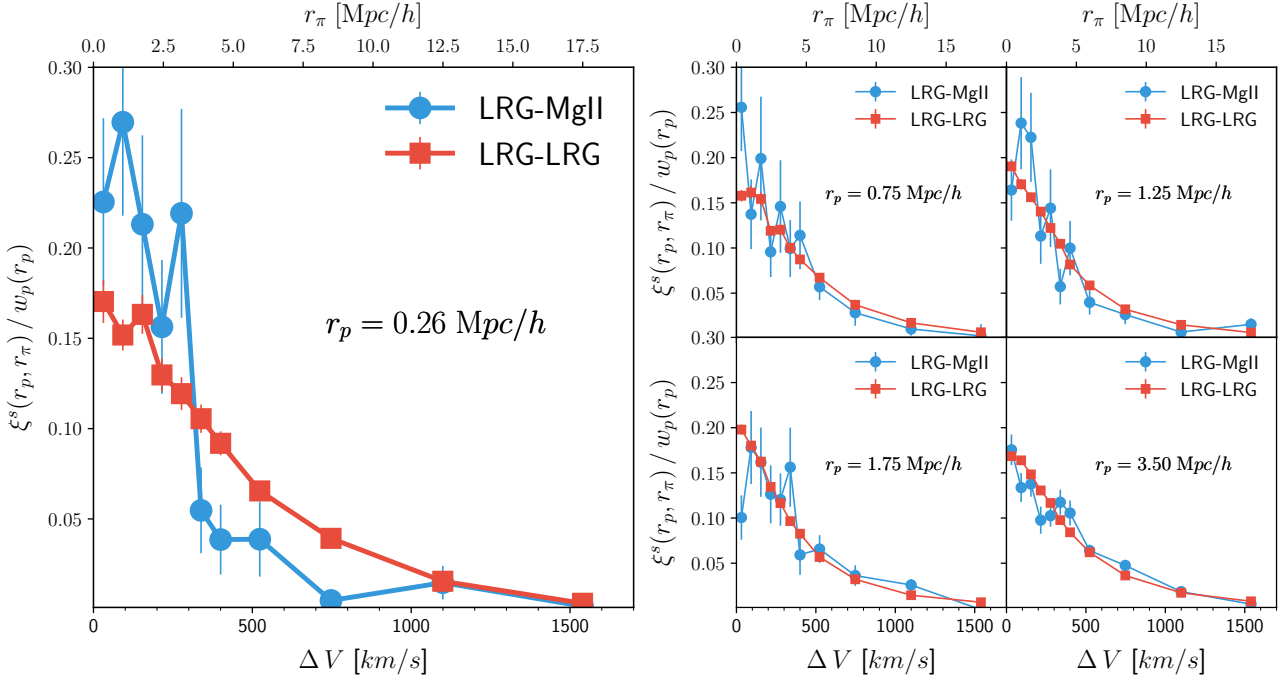 r_π [Mpc/h]
0.0 2.5 5.0 7.5 10.0 12.5 15.0 17.5
0.30
0.25
0.20
0.15
0.10
0.05
ξ^s(r_p, r_π) / w_p(r_p)
LRG-MgII
LRG-LRG
r_p = 0.26 Mpc/h
0 500 1000 1500
Δ V [km/s]
r_π [Mpc/h]
0 5 10 15
0.30
0.25
0.20
0.15
0.10
0.05
ξ^s(r_p, r_π) / w_p(r_p)
LRG-MgII
LRG-LRG
r_p = 0.75 Mpc/h
r_π [Mpc/h]
0 5 10 15
LRG-MgII
LRG-LRG
r_p = 1.25 Mpc/h
0.30
0.25
0.20
0.15
0.10
0.05
ξ^s(r_p, r_π) / w_p(r_p)
LRG-MgII
LRG-LRG
r_p = 1.75 Mpc/h
0 500 1000 1500
Δ V [km/s]
LRG-MgII
LRG-LRG
r_p = 3.50 Mpc/h
0 500 1000 1500
Δ V [km/s]